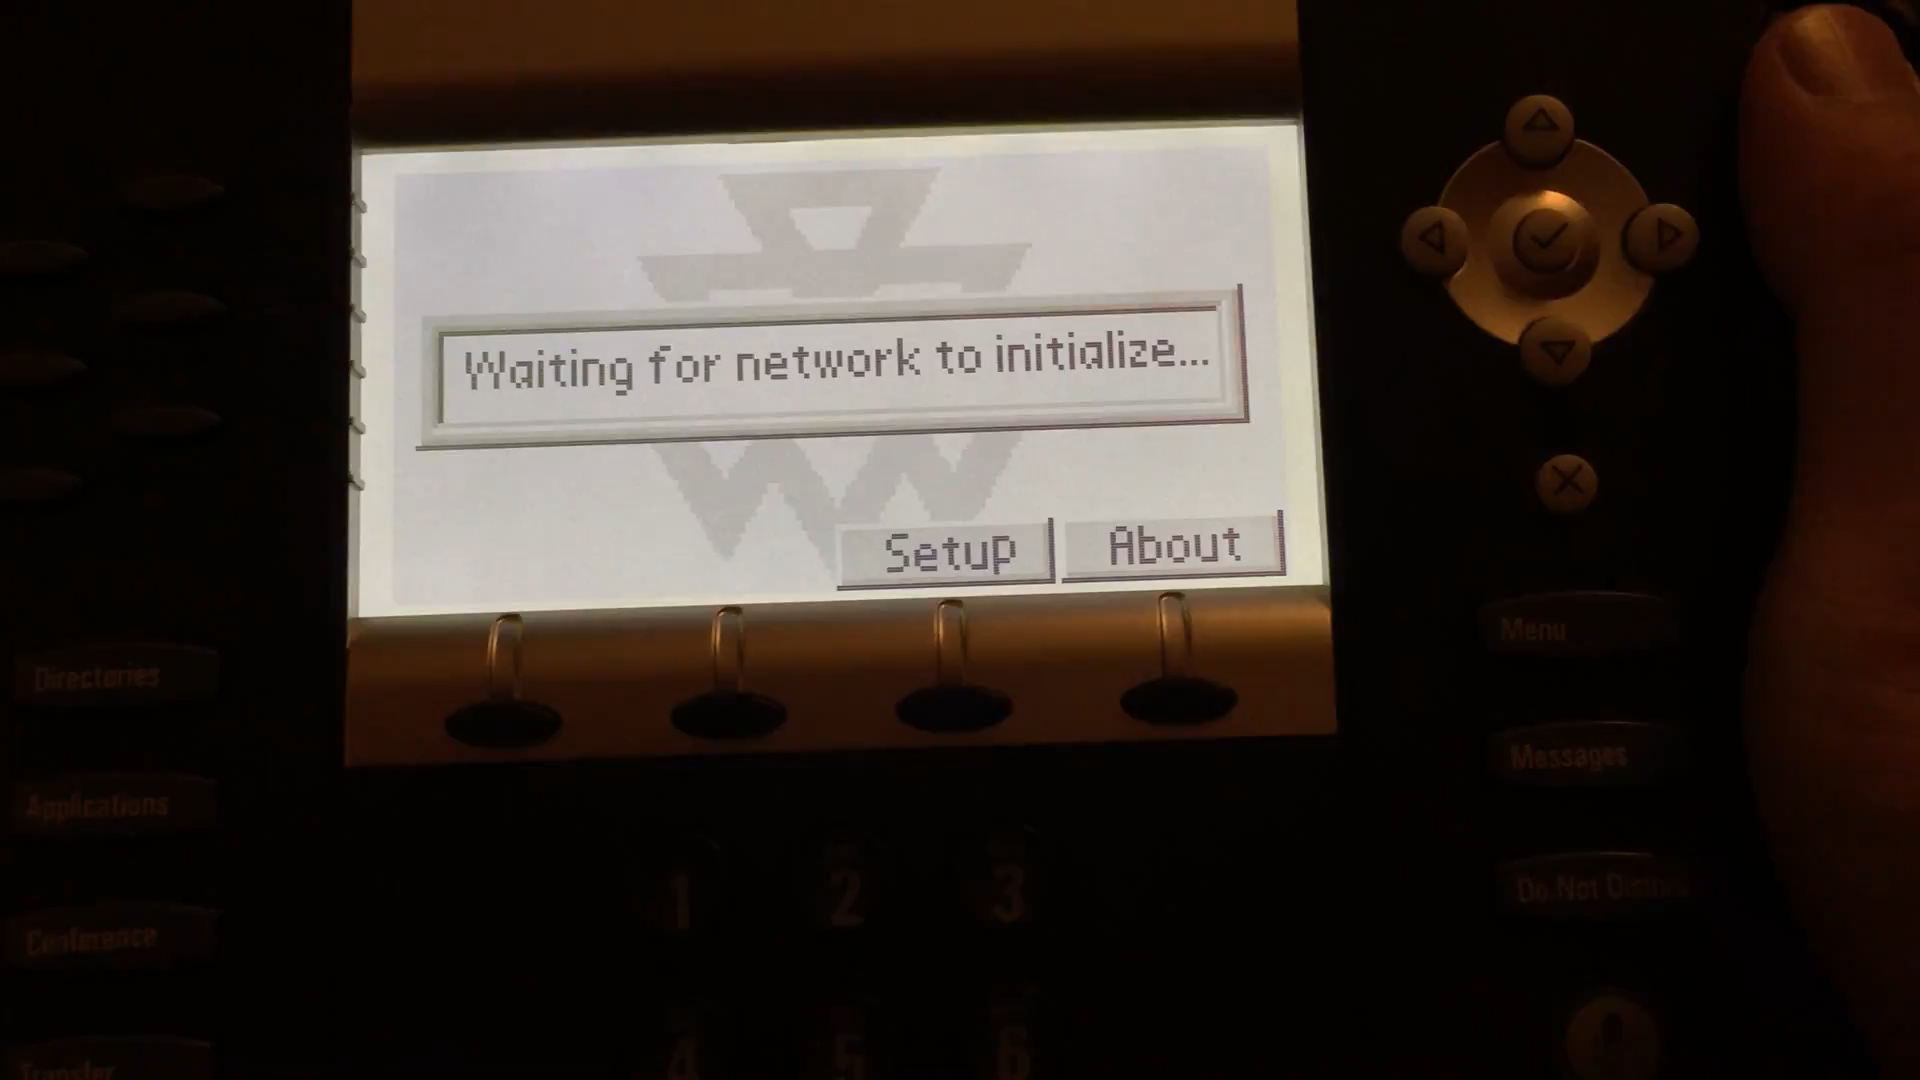 Waiting for network to initialize...
Setup About
Menu
Directories
Messages
Applications
Do Not Distu
Conference
Transfer
1 2 3
4 5 6